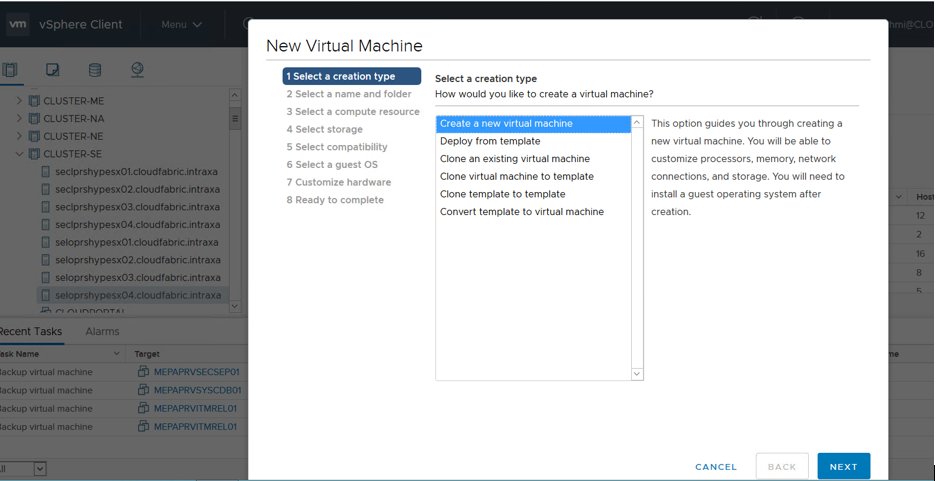 vm vSphere Client Menu
hmi@CLO
New Virtual Machine
1 Select a creation type
2 Select a name and folder
3 Select a compute resource
4 Select storage
5 Select compatibility
6 Select a guest OS
7 Customize hardware
8 Ready to complete
Select a creation type
How would you like to create a virtual machine?
Create a new virtual machine
Deploy from template
Clone an existing virtual machine
Clone virtual machine to template
Clone template to template
Convert template to virtual machine
This option guides you through creating a
new virtual machine. You will be able to
customize processors, memory, network
connections, and storage. You will need to
install a guest operating system after
creation.
CANCEL
BACK
NEXT
CLUSTER-ME
CLUSTER-NA
CLUSTER-NE
CLUSTER-SE
seclprshypesx01.cloudfabric.intraxa
seclprshypesx02.cloudfabric.intraxa
seclprshypesx03.cloudfabric.intraxa
seclprshypesx04.cloudfabric.intraxa
seloprshypesx01.cloudfabric.intraxa
seloprshypesx02.cloudfabric.intraxa
seloprshypesx03.cloudfabric.intraxa
seloprshypesx04.cloudfabric.intraxa
CLOUDPORTAL
Host
12
2
16
8
5
Recent Tasks Alarms
ask Name Target
me
Backup virtual machine MEPAPRVSECSEP01
Backup virtual machine MEPAPRVSYSCDB01
Backup virtual machine MEPAPRVITMREL01
Backup virtual machine MEPAPRVITMREL01
ll